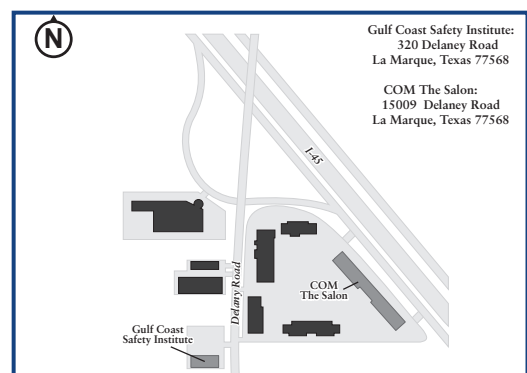 N
Gulf Coast Safety Institute:
320 Delaney Road
La Marque, Texas 77568
COM The Salon:
15009 Delaney Road
La Marque, Texas 77568
I-45
Delany Road
COM
The Salon
Gulf Coast
Safety Institute